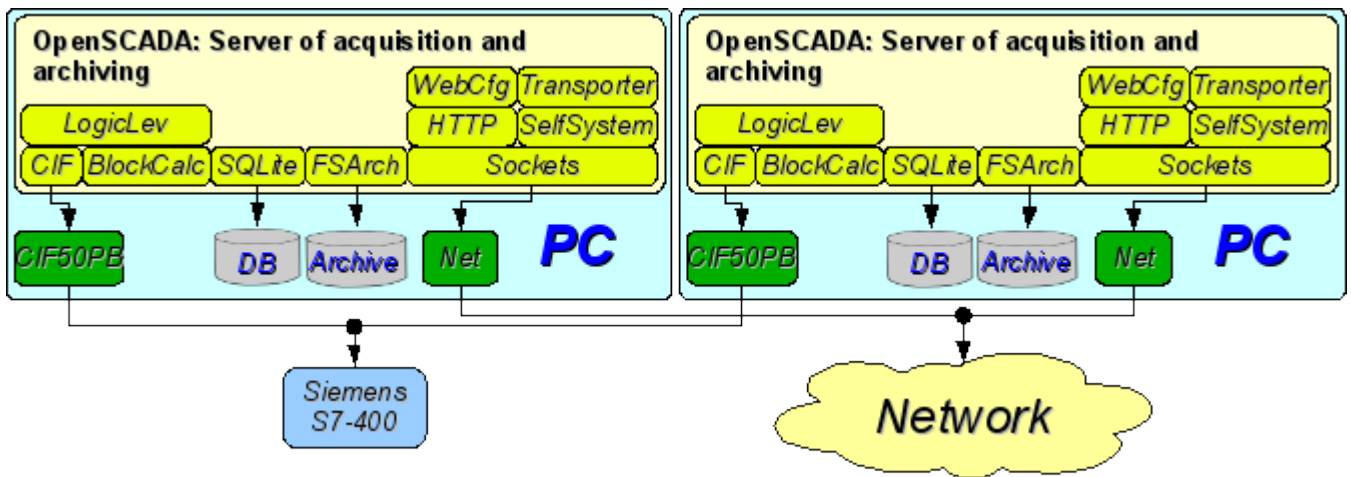 OpenSCADA: Server of acquisition and
archiving
WebCfg Transporter
LogicLev HTTP SelfSystem
CIF BlockCalc SQLite FSArch Sockets
CIF50PB DB Archive Net PC
OpenSCADA: Server of acquisition and
archiving
WebCfg Transporter
LogicLev HTTP SelfSystem
CIF BlockCalc SQLite FSArch Sockets
CIF50PB DB Archive Net PC
Siemens
S7-400
Network